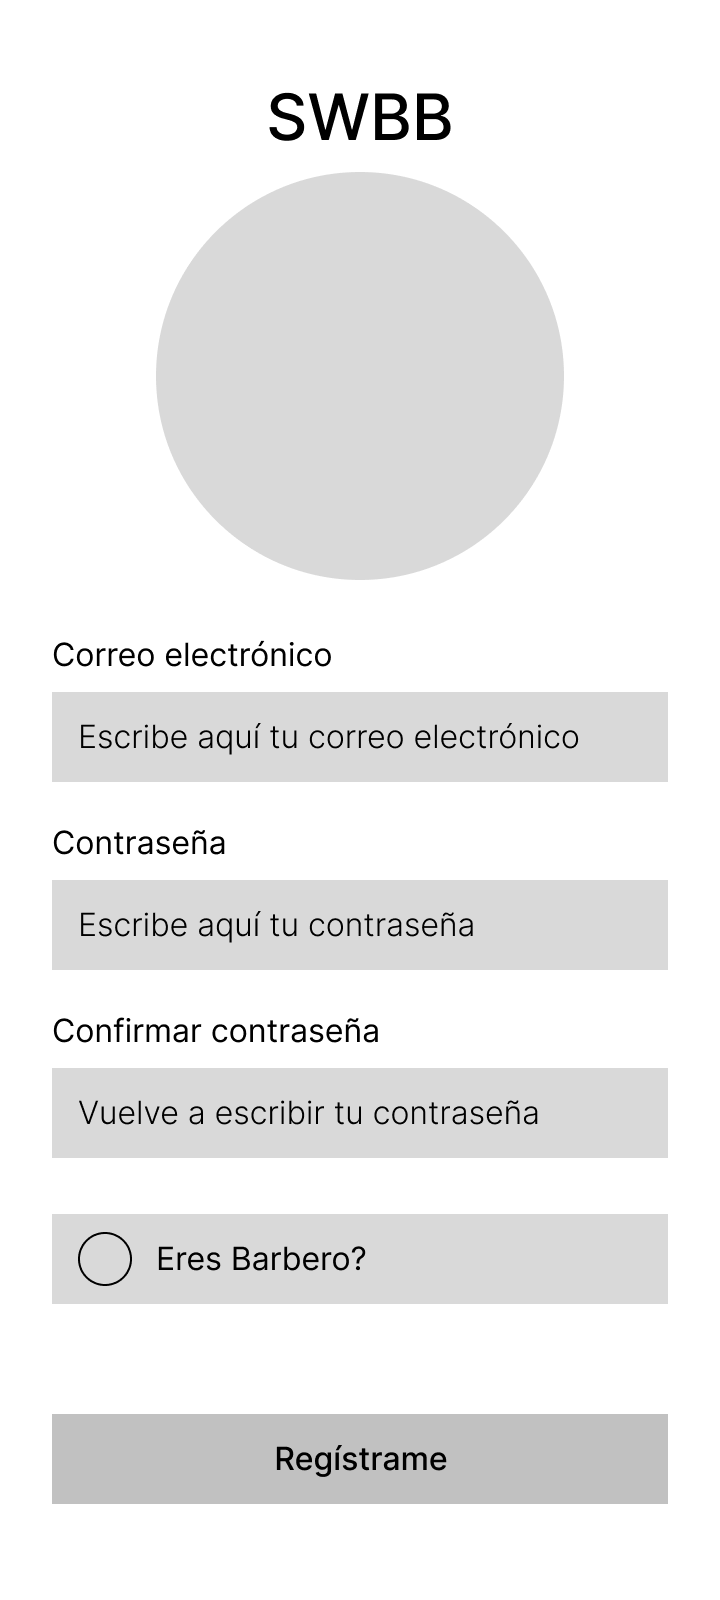 SWBB
Correo electrónico
Escribe aquí tu correo electrónico
Contraseña
Escribe aquí tu contraseña
Confirmar contraseña
Vuelve a escribir tu contraseña
Eres Barbero?
Regístrame